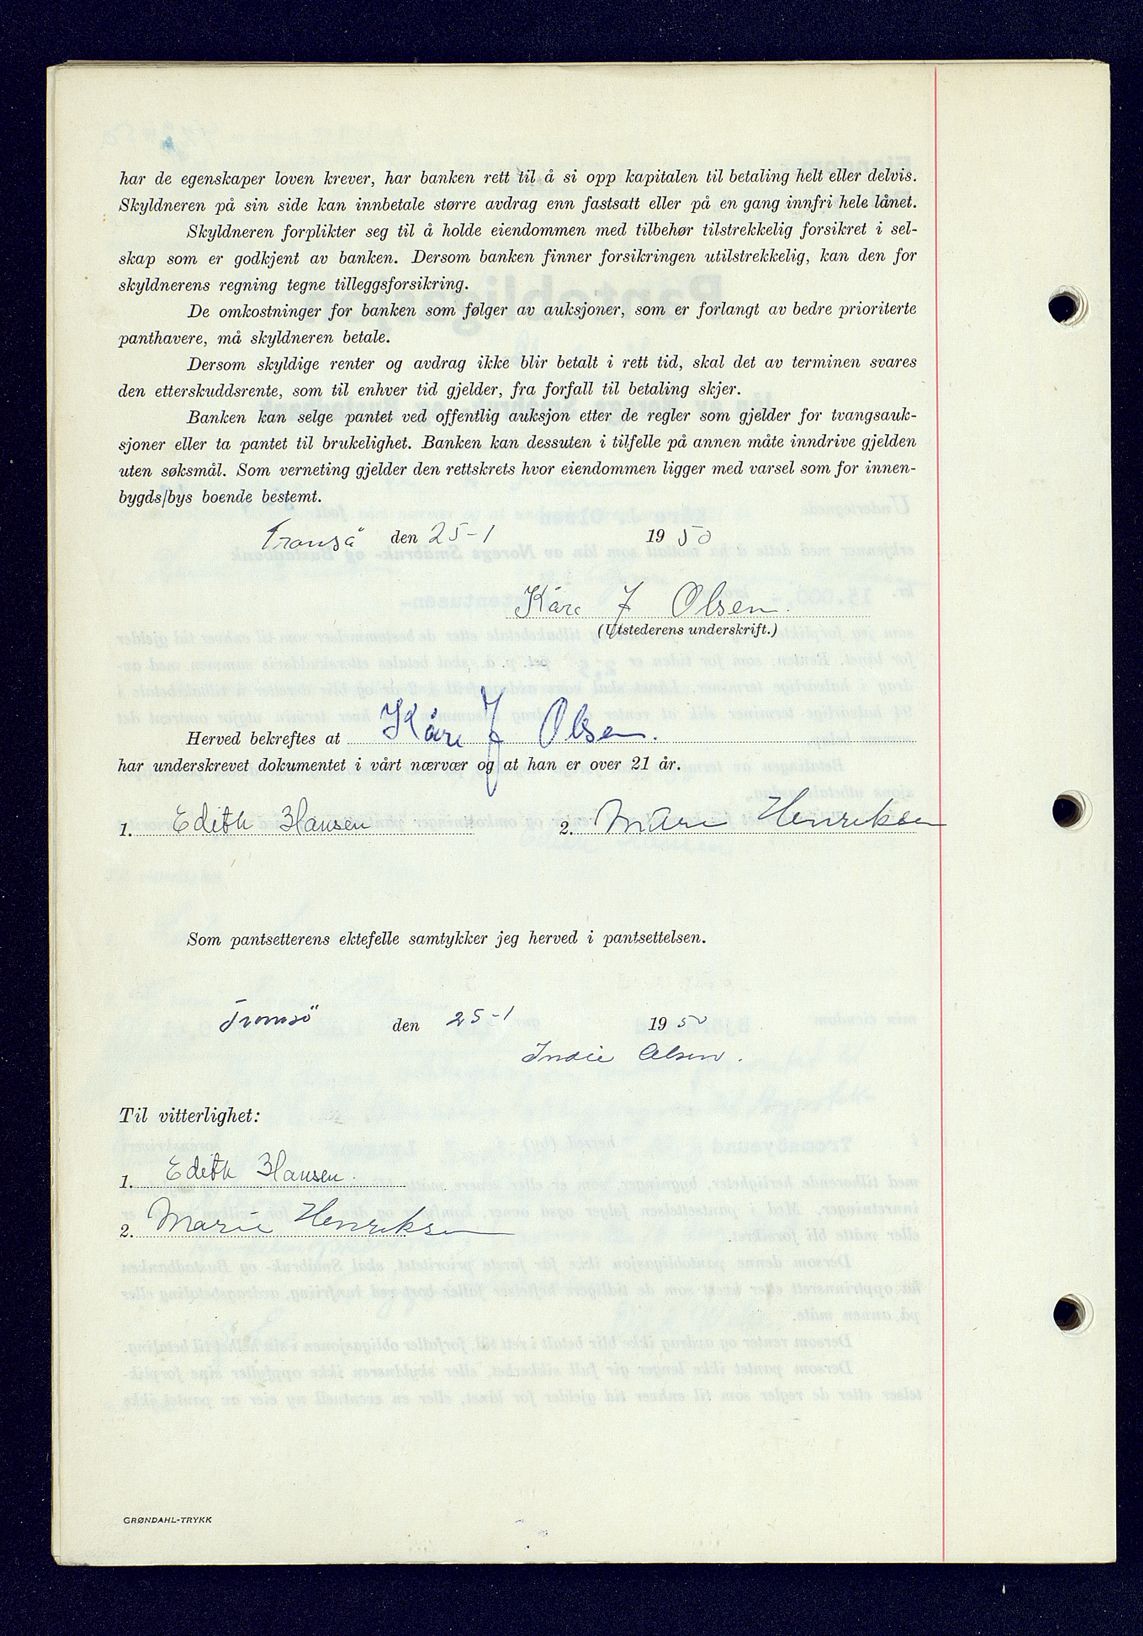 har de egenskaper loven krever, har banken rett til å si opp kapitalen til betaling helt eller delvis.
Skyldneren på sin side kan innbetale større avdrag enn fastsatt eller på en gang innfri hele lånet.
Skyldneren forplikter seg til å holde eiendommen med tilbehør tilstrekkelig forsikret i sel-
skap som er godkjent av banken. Dersom banken finner forsikringen utilstrekkelig, kan den for
skyldnerens regning tegne tilleggsforsikring.
De omkostninger for banken som følger av auksjoner, som er forlangt av bedre prioriterte
panthavere, må skyldneren betale.
Dersom skyldige renter og avdrag ikke blir betalt i rett tid, skal det av terminen svares
den etterskuddsrente, som til enhver tid gjelder, fra forfall til betaling skjer.
Banken kan selge pantet ved offentlig auksjon etter de regler som gjelder for tvangsauk-
sjoner eller ta pantet til brukelighet. Banken kan dessuten i tilfelle på annen måte inndrive gjelden
uten søksmål. Som verneting gjelder den rettskrets hvor eiendommen ligger med varsel som for innen-
bygds/bys boende bestemt.
Tromsö den 25-1 1950
Kåre J Olsen.
(Utstederens underskrift.)
Herved bekreftes at Kåre J Olsen.
har underskrevet dokumentet i vårt nærvær og at han er over 21 år.
1. Edith Hansen 2. Marie Henriksen
Som pantsetterens ektefelle samtykker jeg herved i pantsettelsen.
Tromsö den 25-1 1950
Olsen.
Til vitterlighet:
1. Edith Hansen.
2. Marie Henriksen
GRØNDAHL-TRYKK